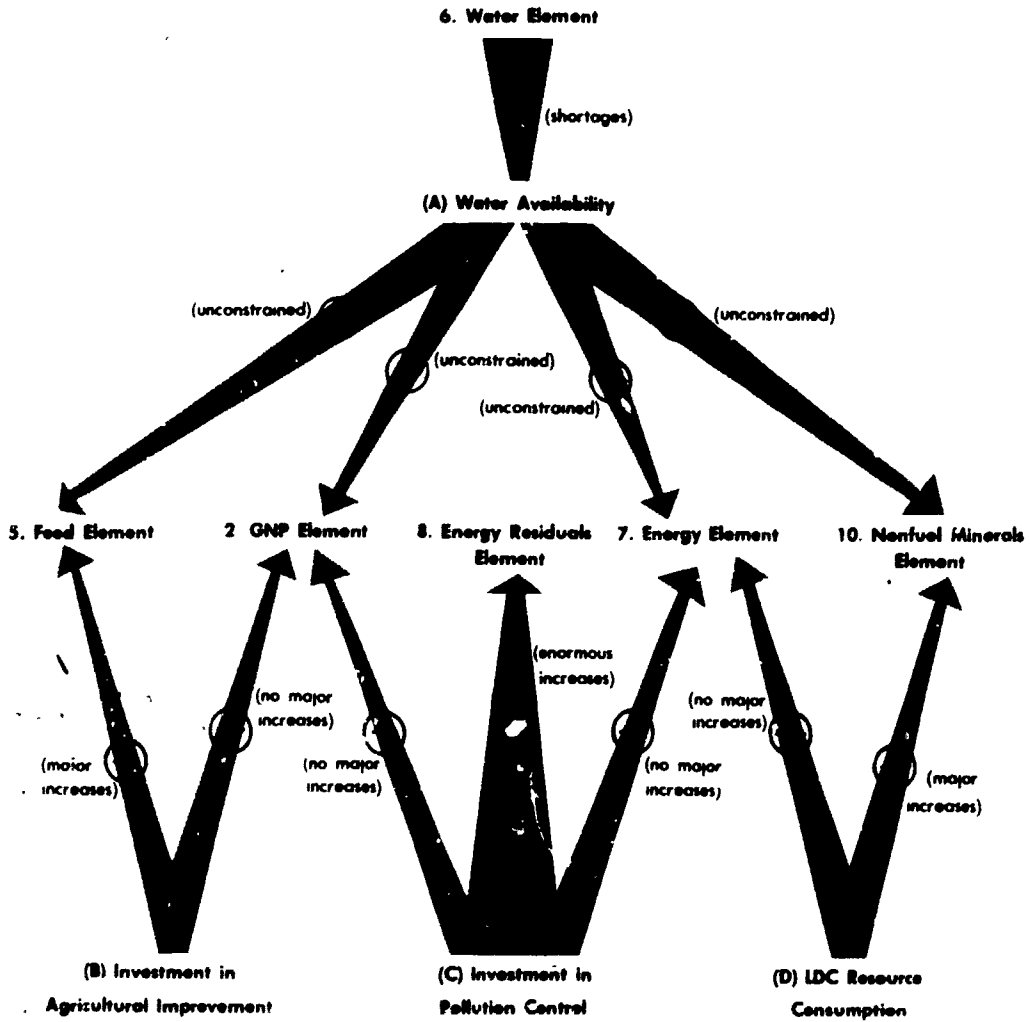 6. Water Element
(shortages)
(A) Water Availability
(unconstrained)
(unconstrained)
(unconstrained)
(unconstrained)
5. Food Element
2 GNP Element
8. Energy Residuals
Element
7. Energy Element
10. Nonfuel Minerals
Element
(enormous
increases)
(no major
increases)
(no major
increases)
(major
increases)
(no major
increases)
(no major
increases)
(major
increases)
(B) Investment in
Agricultural Improvement
(C) Investment in
Pollution Control
(D) LDC Resource
Consumption